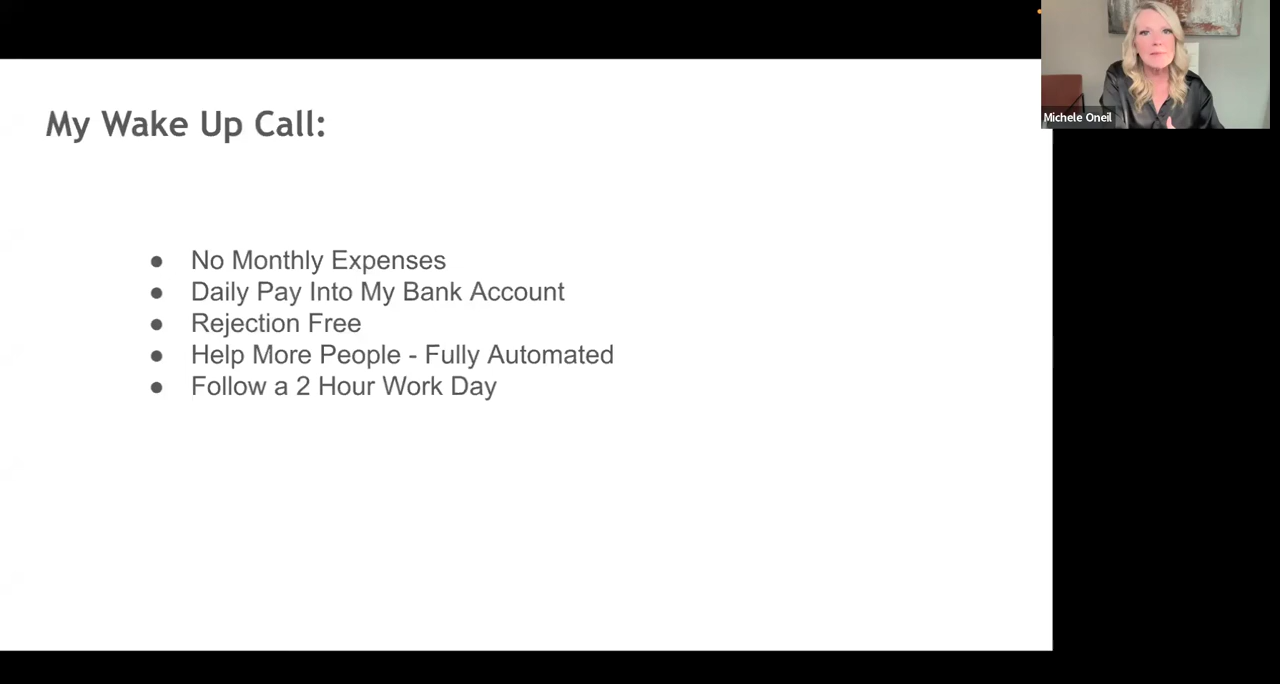 My Wake Up Call:
● No Monthly Expenses
● Daily Pay Into My Bank Account
● Rejection Free
● Help More People - Fully Automated
● Follow a 2 Hour Work Day
Michele Oneil